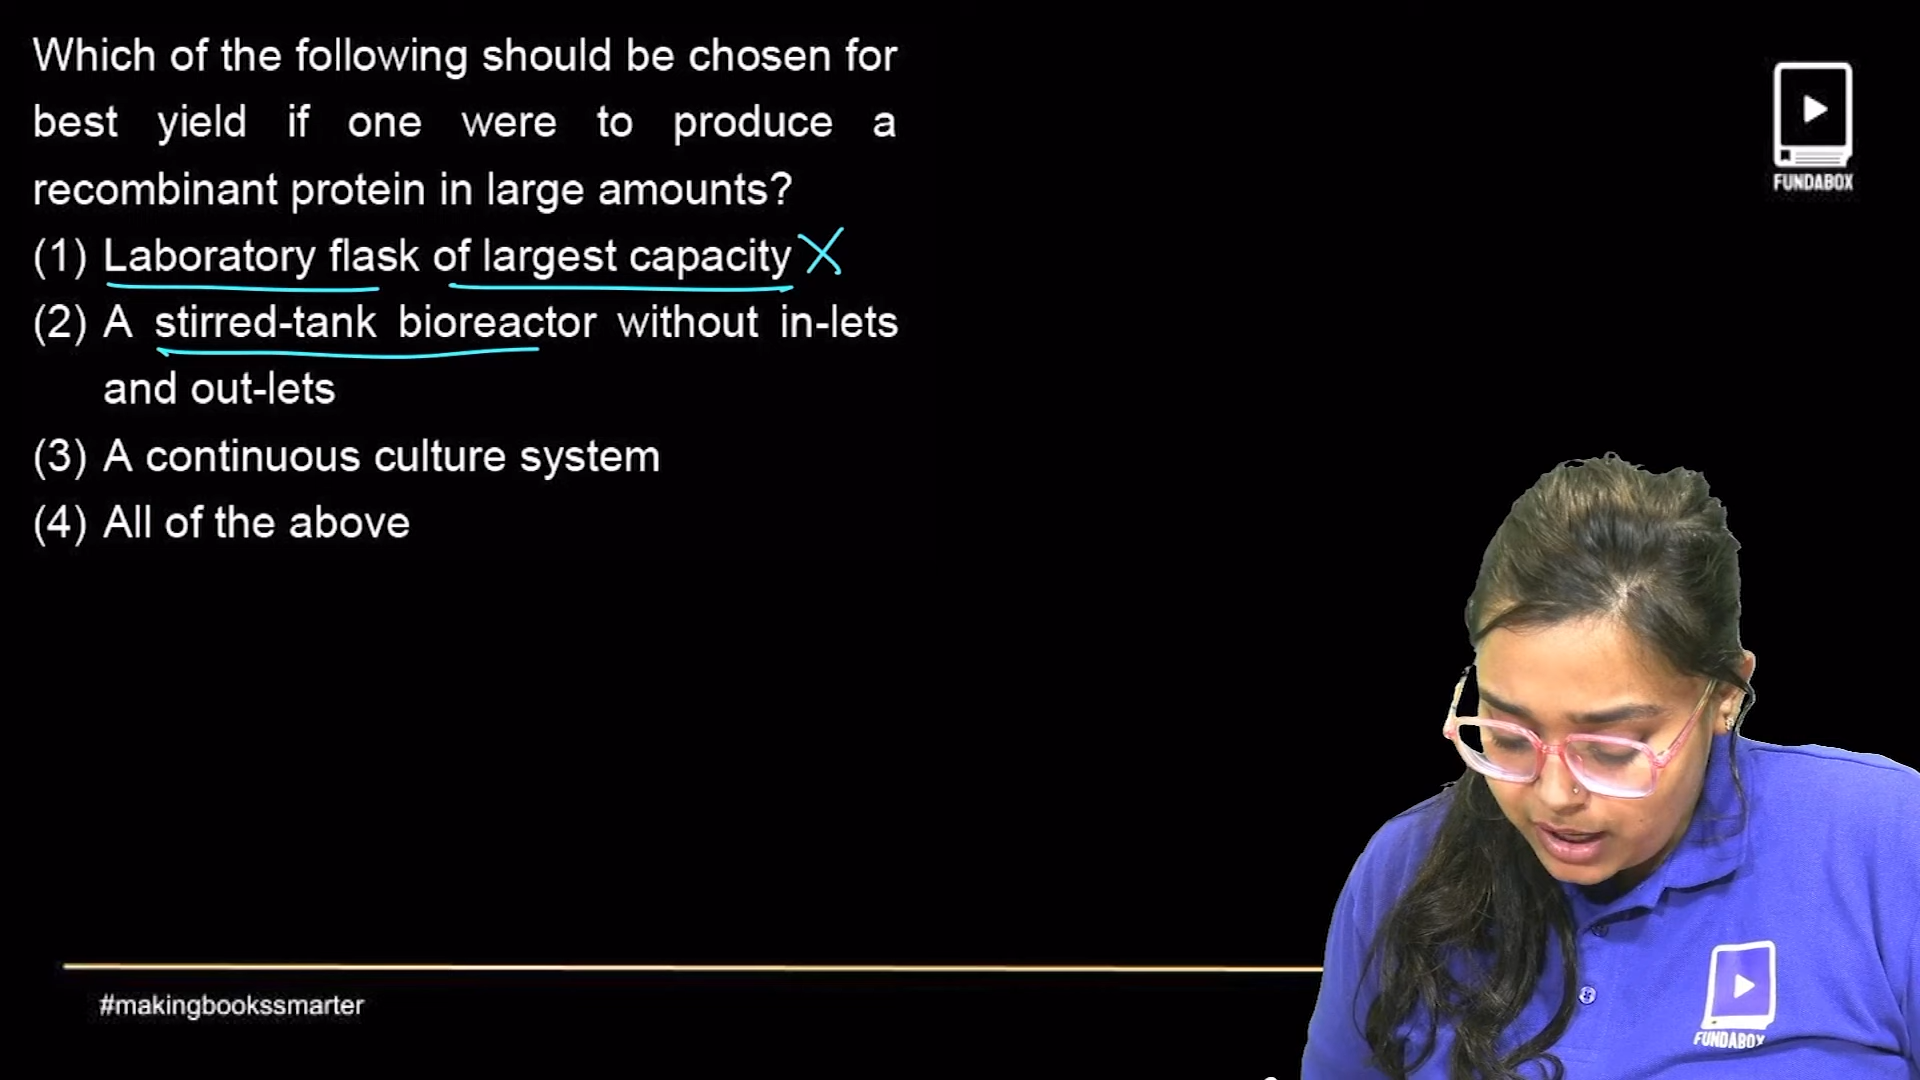 Which of the following should be chosen for
best yield if one were to produce a
recombinant protein in large amounts?
(1) Laboratory flask of largest capacity
(2) A stirred-tank bioreactor without in-lets
and out-lets
(3) A continuous culture system
(4) All of the above
FUNDABOX
#makingbookssmarter
FUNDABOX